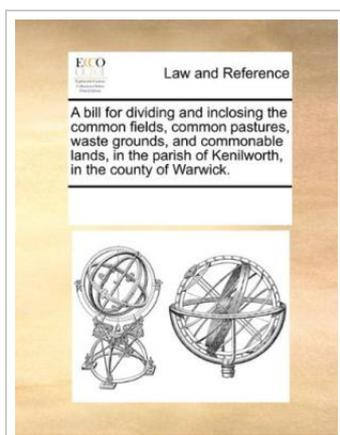 ECCO
Law and Reference
A bill for dividing and inclosing the
common fields, common pastures,
waste grounds, and commonable
lands, in the parish of Kenilworth,
in the county of Warwick.